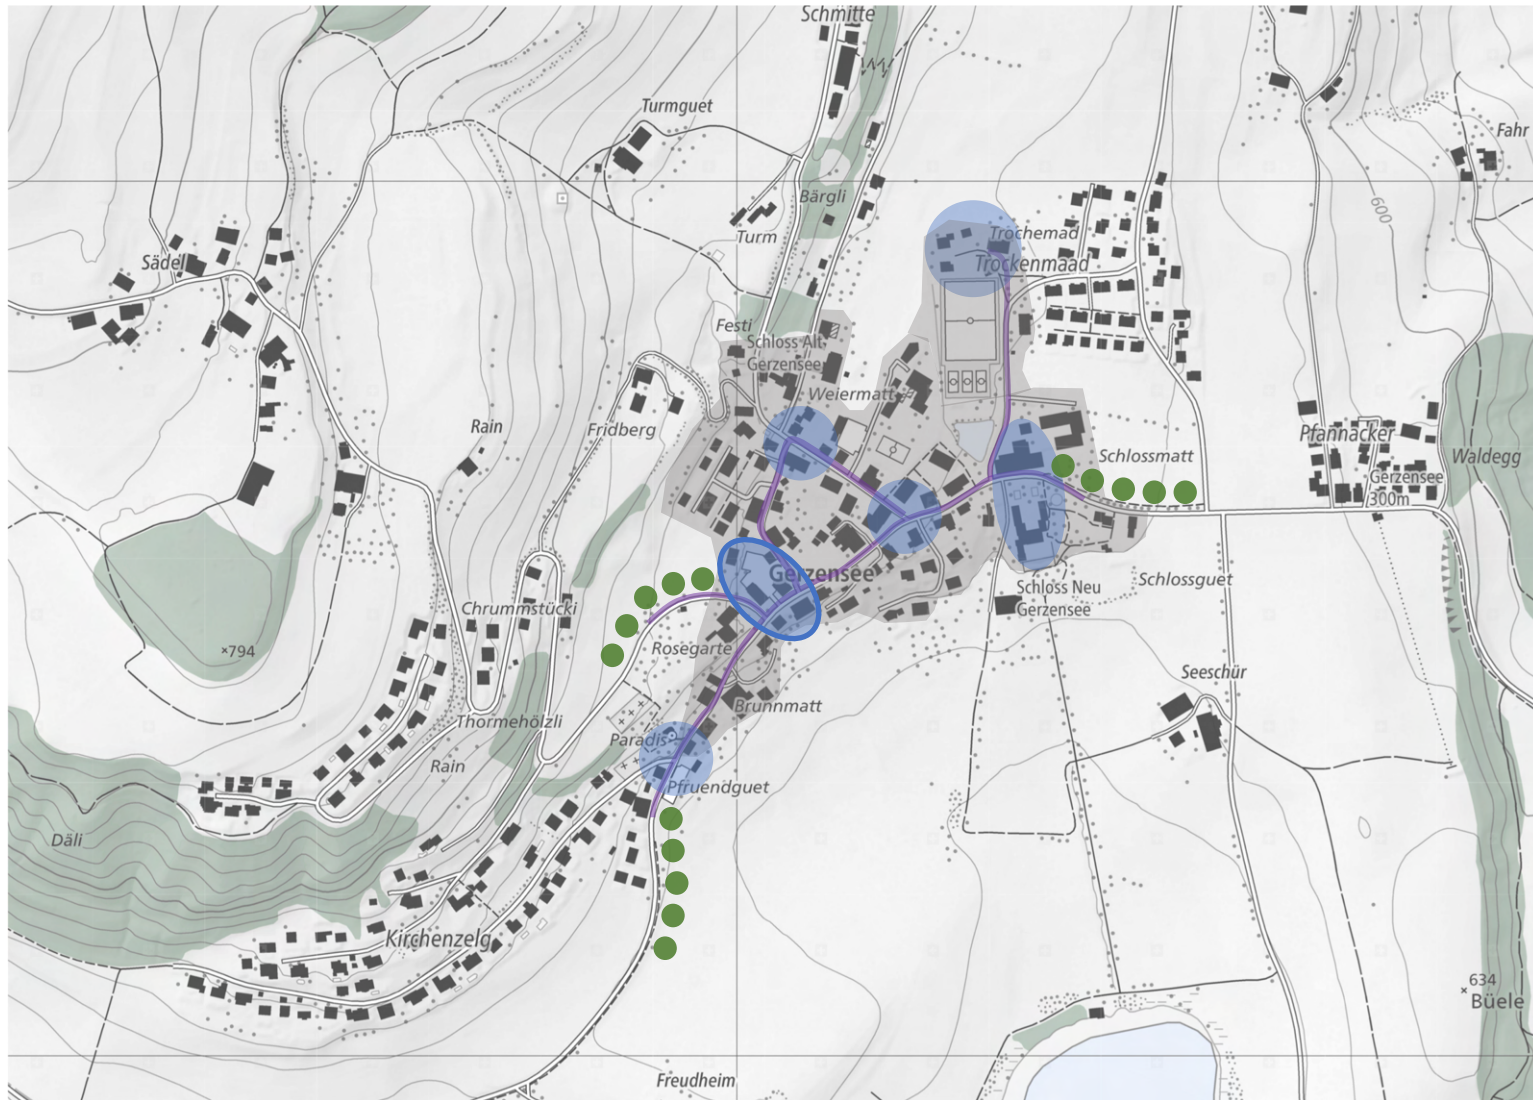 Schmitte
Turmguet
Fahr
Bärgli
600
Turm
Trochemad
Trockenmaad
Sädel
Festi
Schloss Alt
Gerzensee
Weiermatt
Rain
Fridberg
Pfannacker
Schlossmatt
Waldegg
Gerzensee
300m
Gerzensee
Schlossguet
Schloss Neu
Gerzensee
Chrummstücki
794
Rosegarte
Seeschür
Brunnmatt
Thormehölzli
Paradis
Rain
Pfruendguet
Däli
Kirchenzelg
634
Büele
Freudheim